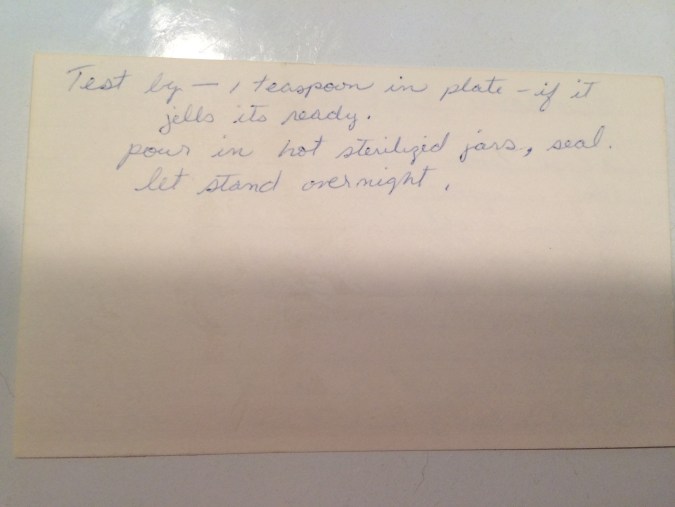 Test by - 1 teaspoon in plate - if it
jells its ready.
pour in hot sterilized jars, seal.
let stand overnight.